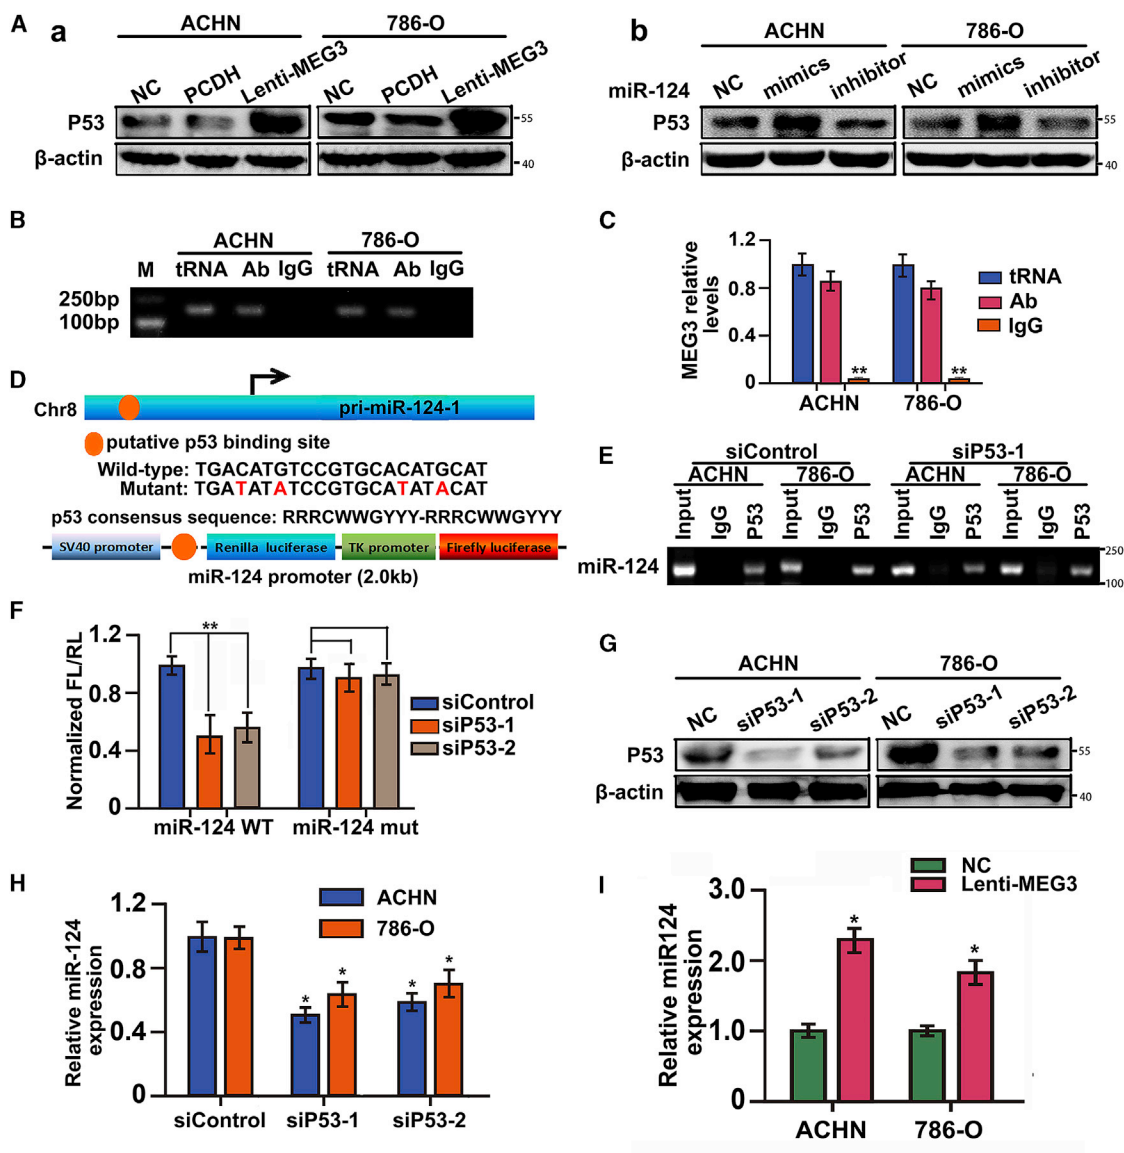 A
a
ACHN
786-O
NC PCDH Lenti-MEG3
NC PCDH Lenti-MEG3
P53
55
β-actin
40
b
ACHN
786-O
miR-124
NC mimics inhibitor
NC mimics inhibitor
P53
55
β-actin
40
B
ACHN
786-O
M tRNA Ab IgG tRNA Ab IgG
250bp
100bp
C
MEG3 relative
levels
1.2
0.8
0.4
0
**
**
ACHN
786-O
tRNA
Ab
IgG
D
Chr8
pri-miR-124-1
putative p53 binding site
Wild-type: TGACATGTCCGTGCACATGCAT
Mutant: TGATATATCCGTGCATATACAT
p53 consensus sequence: RRRCWWGYYY-RRRCWWGYYY
SV40 promoter
Renilla luciferase
TK promoter
Firefly luciferase
miR-124 promoter (2.0kb)
E
siControl
siP53-1
ACHN
786-O
ACHN
786-O
Input IgG P53 Input IgG P53 Input IgG P53 Input IgG P53
miR-124
250
100
F
Normalized FL/RL
1.2
0.8
0.4
0
**
miR-124 WT
miR-124 mut
siControl
siP53-1
siP53-2
G
ACHN
786-O
NC siP53-1 siP53-2
NC siP53-1 siP53-2
P53
55
β-actin
40
H
Relative miR-124
expression
1.2
0.8
0.4
0
ACHN
786-O
*
*
*
*
siControl
siP53-1
siP53-2
I
Relative miR124
expression
3.0
2.0
1.0
0
NC
Lenti-MEG3
*
*
ACHN
786-O